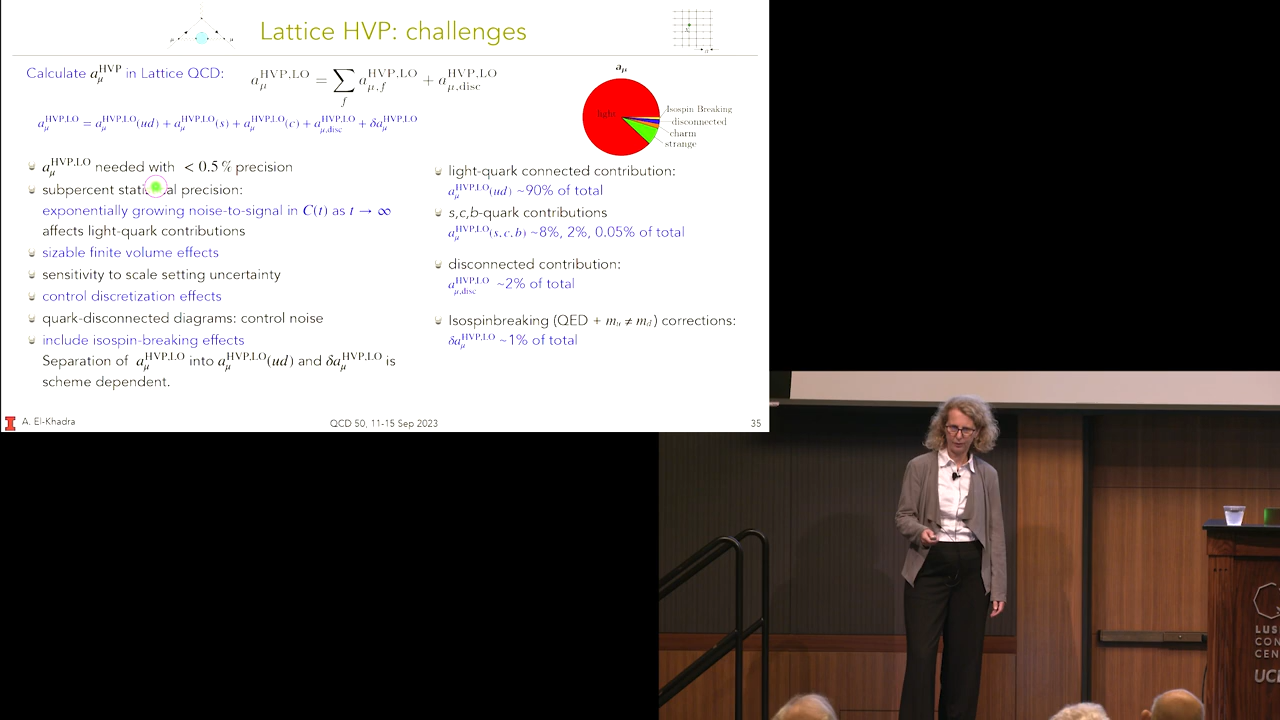 Lattice HVP: challenges
Calculate a_μ^HVP in Lattice QCD: a_μ^HVP,LO = ∑_f a_μ,f^HVP,LO + a_μ,disc^HVP,LO
a_μ^HVP,LO = a_μ^HVP,LO(ud) + a_μ^HVP,LO(s) + a_μ^HVP,LO(c) + a_μ,disc^HVP,LO + δa_μ^HVP,LO
a_μ
light
Isospin Breaking
disconnected
charm
strange
a_μ^HVP,LO needed with < 0.5 % precision
subpercent precision:
exponentially growing noise-to-signal in C(t) as t → ∞
affects light-quark contributions
sizable finite volume effects
sensitivity to scale setting uncertainty
control discretization effects
quark-disconnected diagrams: control noise
include isospin-breaking effects
Separation of a_μ^HVP,LO into a_μ^HVP,LO(ud) and δa_μ^HVP,LO is
scheme dependent.
light-quark connected contribution:
a_μ^HVP,LO(ud) ~90% of total
s,c,b-quark contributions
a_μ^HVP,LO(s, c, b) ~8%, 2%, 0.05% of total
disconnected contribution:
a_μ,disc^HVP,LO ~2% of total
Isospinbreaking (QED + m_u ≠ m_d) corrections:
δa_μ^HVP,LO ~1% of total
A. El-Khadra
QCD 50, 11-15 Sep 2023
35